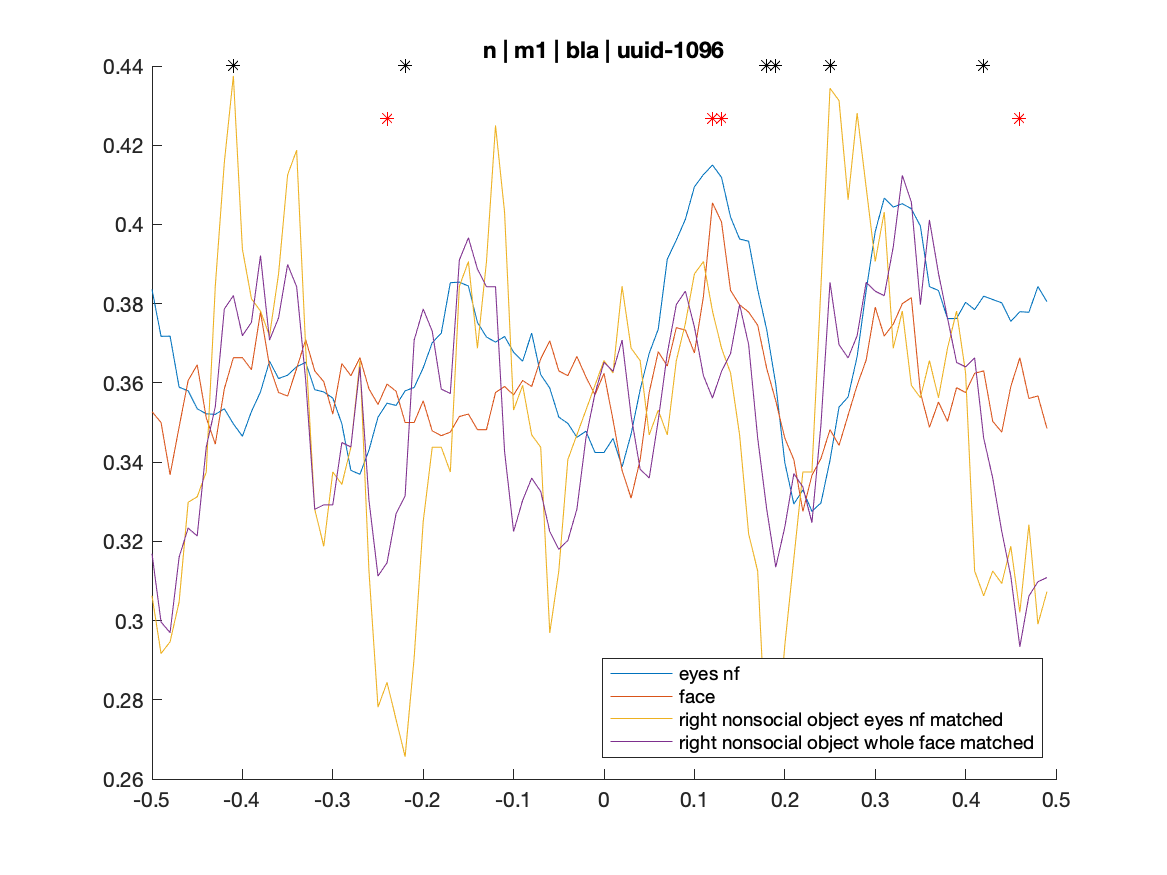 n | m1 | bla | uuid-1096
0.44
0.42
0.4
0.38
0.36
0.34
0.32
0.3
0.28
0.26
eyes nf
face
right nonsocial object eyes nf matched
right nonsocial object whole face matched
-0.5 -0.4 -0.3 -0.2 -0.1 0 0.1 0.2 0.3 0.4 0.5